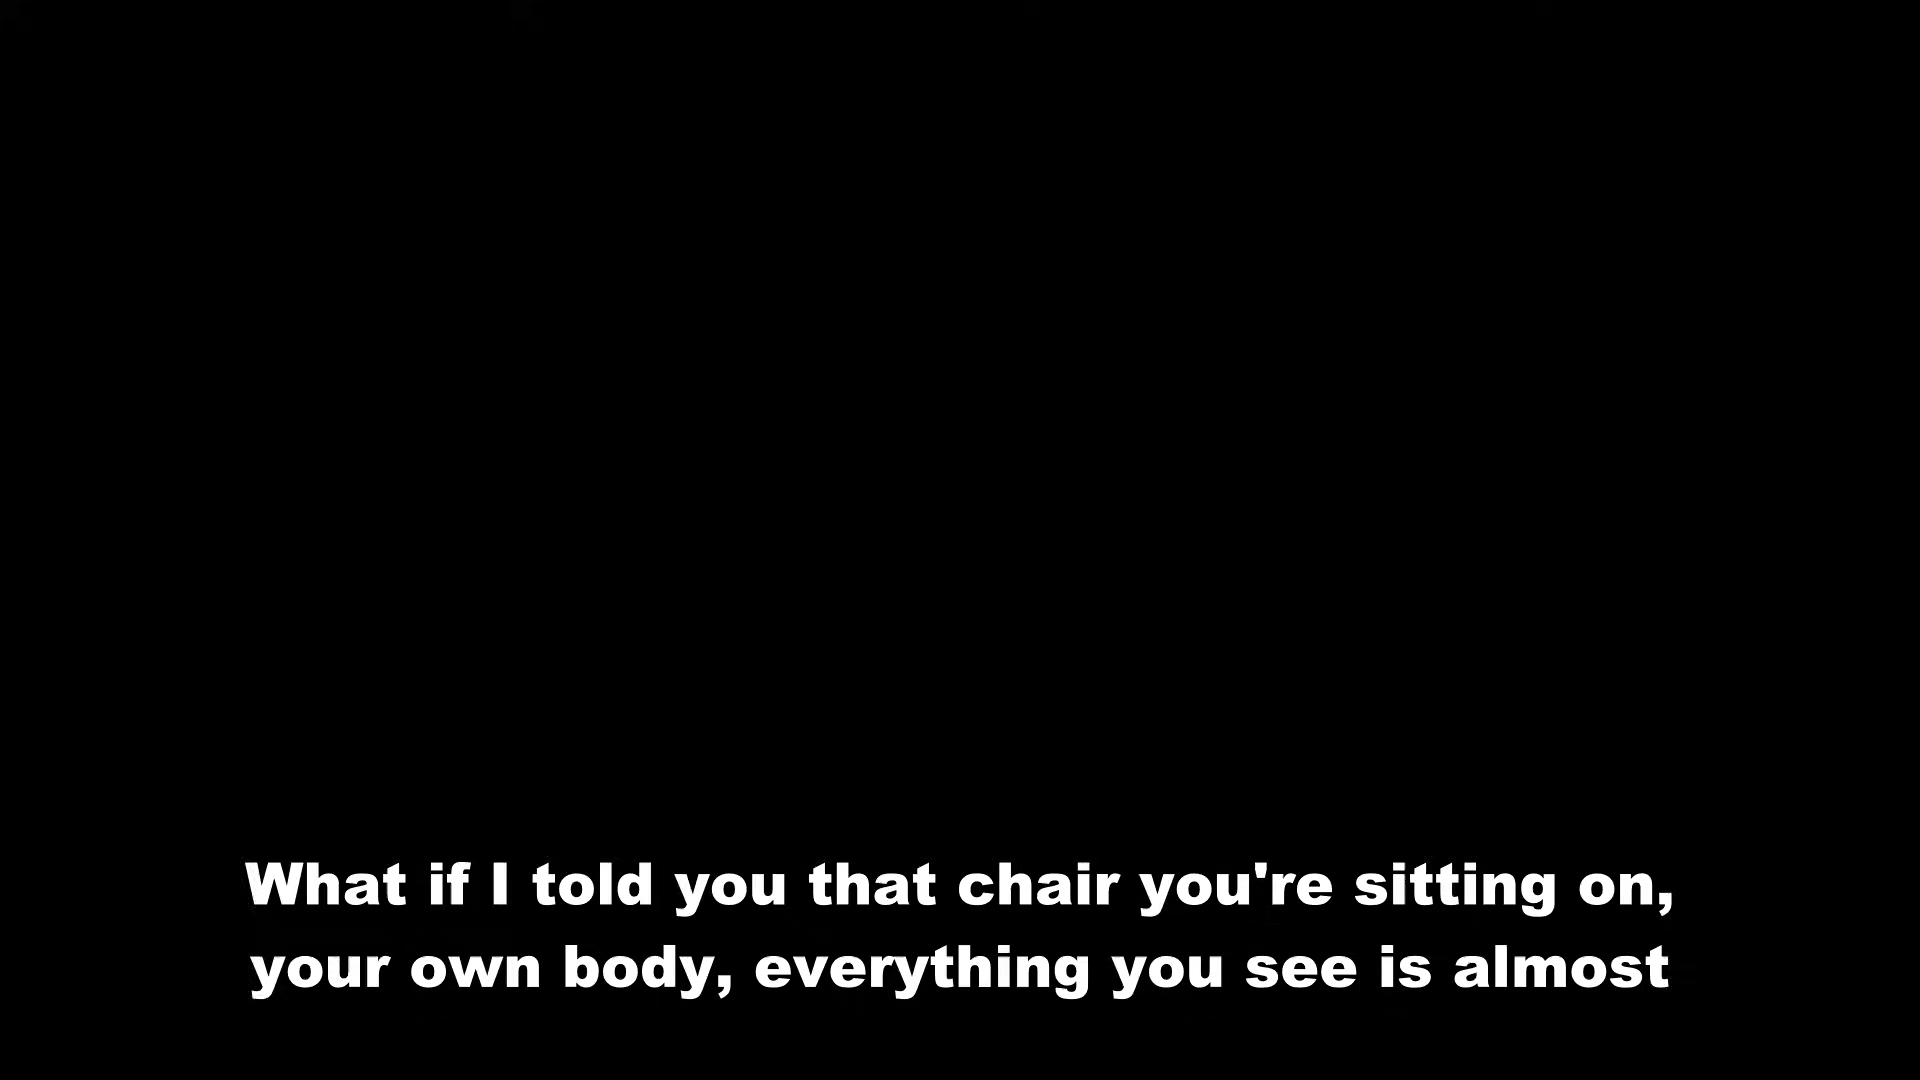 What if I told you that chair you're sitting on,
your own body, everything you see is almost